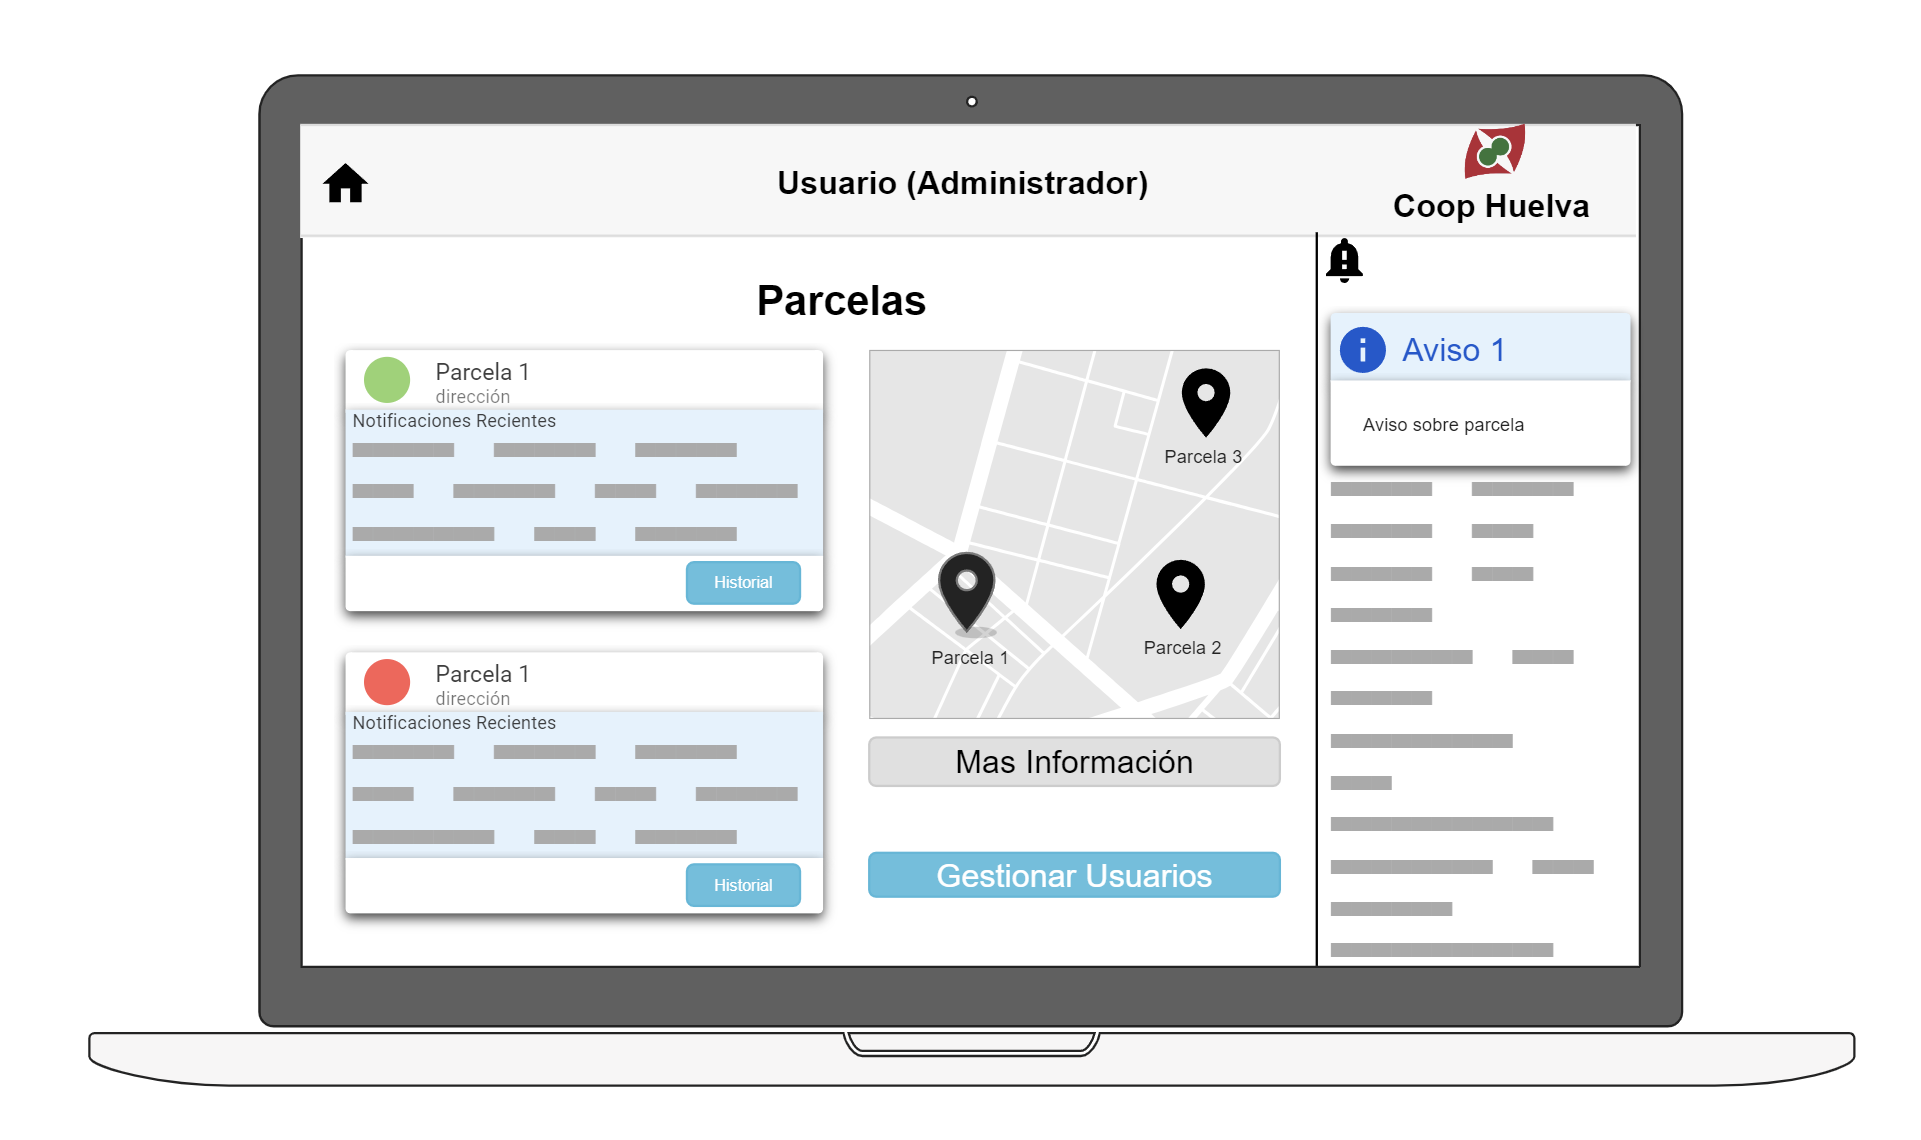 Usuario (Administrador)
Coop Huelva
Parcelas
Parcela 1
dirección
Notificaciones Recientes
Historial
Parcela 1
dirección
Notificaciones Recientes
Historial
Parcela 3
Parcela 1
Parcela 2
Mas Información
Gestionar Usuarios
Aviso 1
Aviso sobre parcela